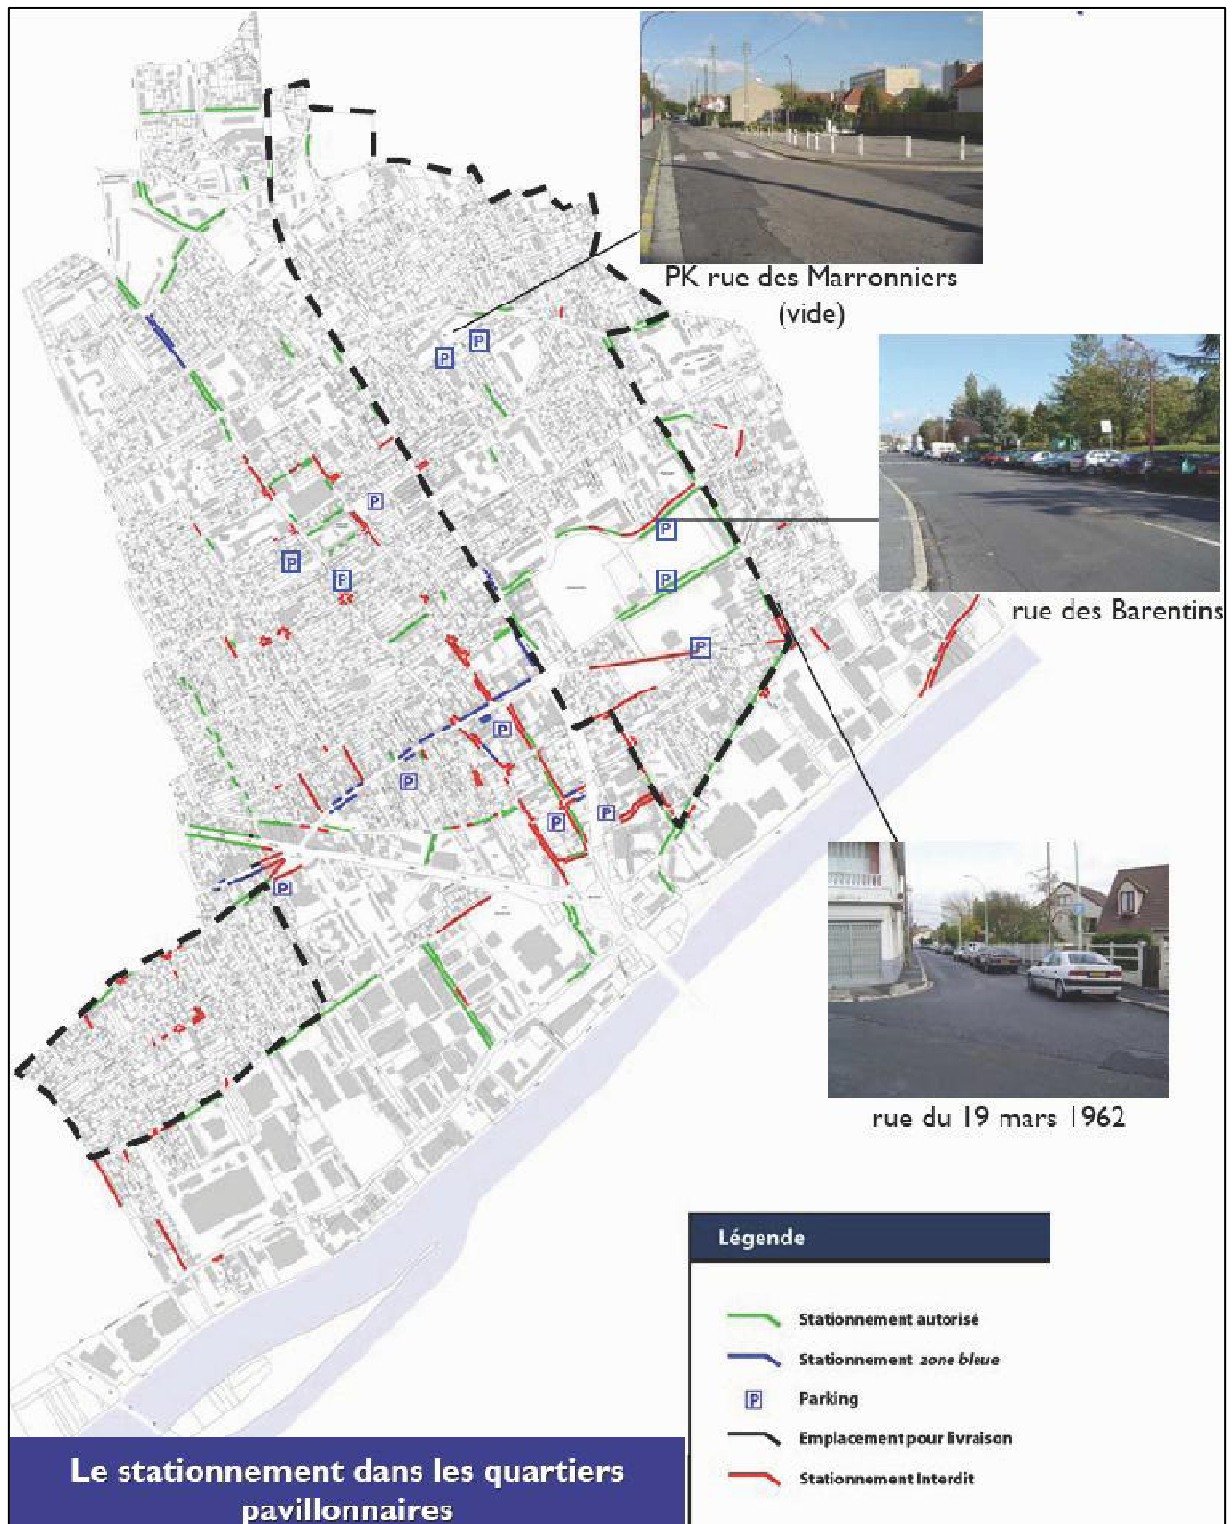 PK rue des Marronniers
(vide)
rue des Barentins
rue du 19 mars 1962
P
P
P
P
P
P
P
P
P
P
P
P
P
Légende
Stationnement autorisé
Stationnement zone bleue
P Parking
Emplacement pour livraison
Stationnement Interdit
Le stationnement dans les quartiers
pavillonnaires